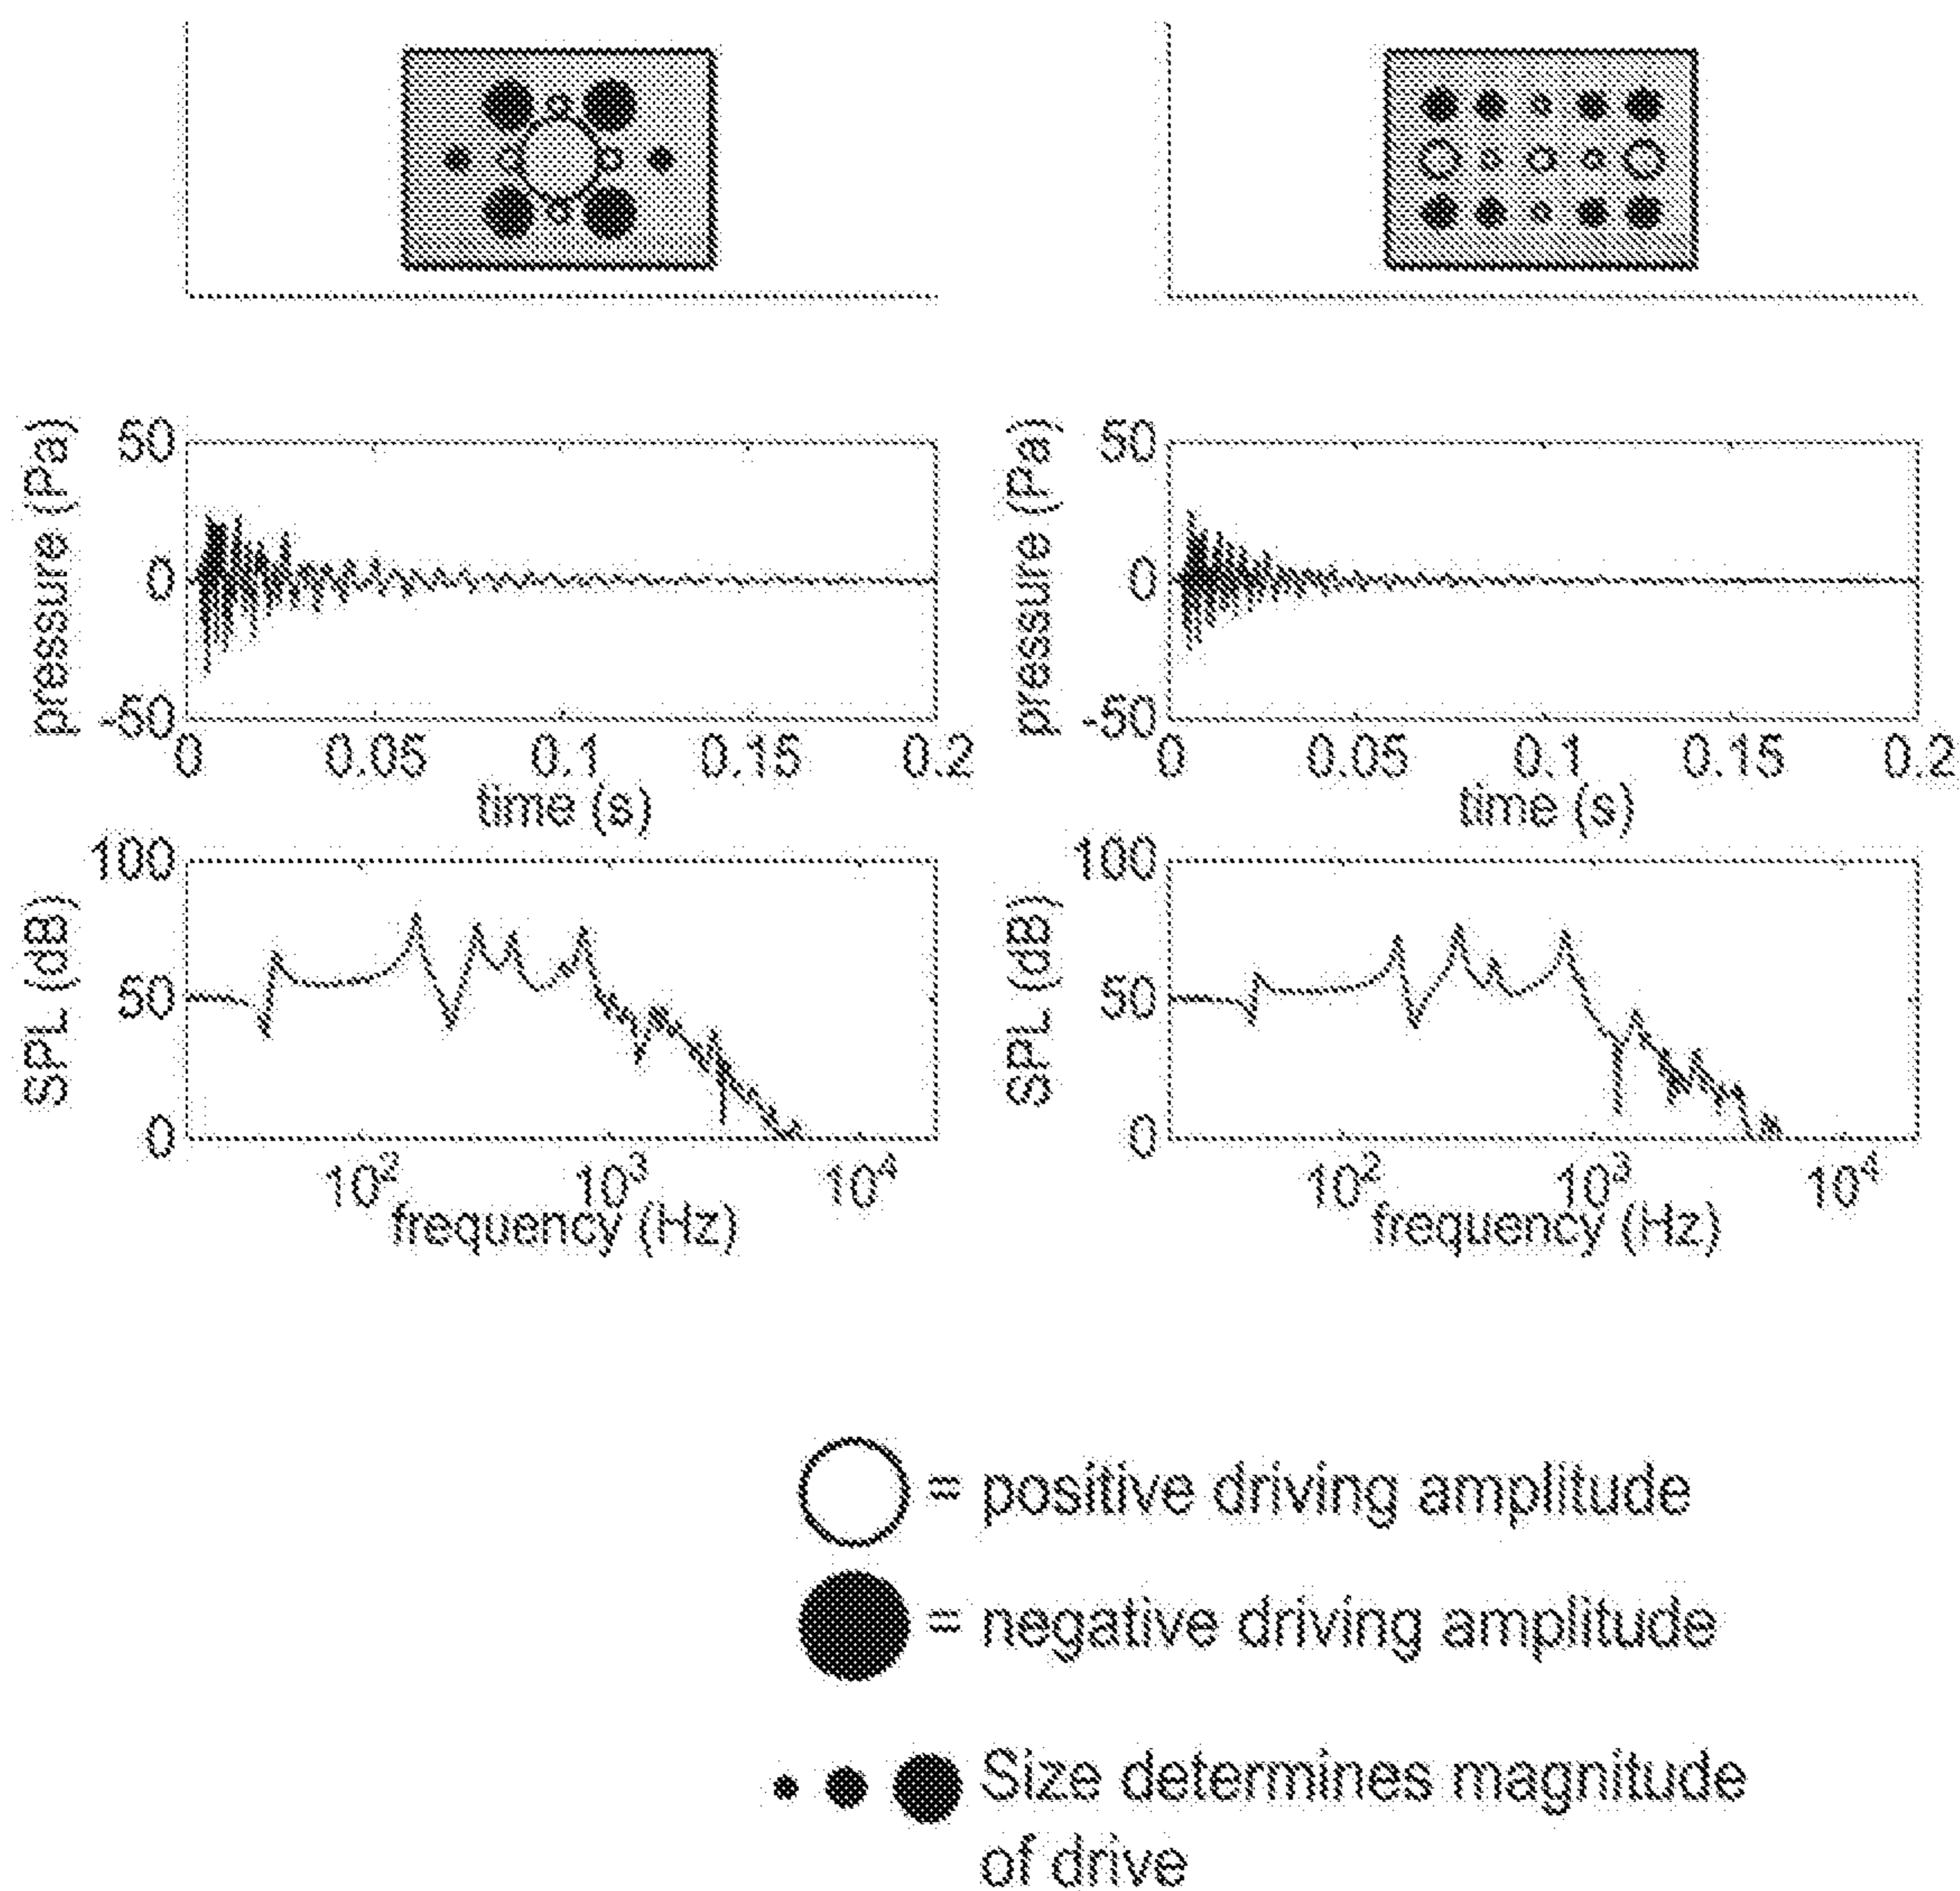 50
0
-50
pressure (Pa)
0 0.05 0.1 0.15 0.2
time (s)
50
0
-50
pressure (Pa)
0 0.05 0.1 0.15 0.2
time (s)
100
50
0
SPL (dB)
10² 10³ 10⁴
frequency (Hz)
100
50
0
SPL (dB)
10² 10³ 10⁴
frequency (Hz)
= positive driving amplitude
= negative driving amplitude
Size determines magnitude
of drive